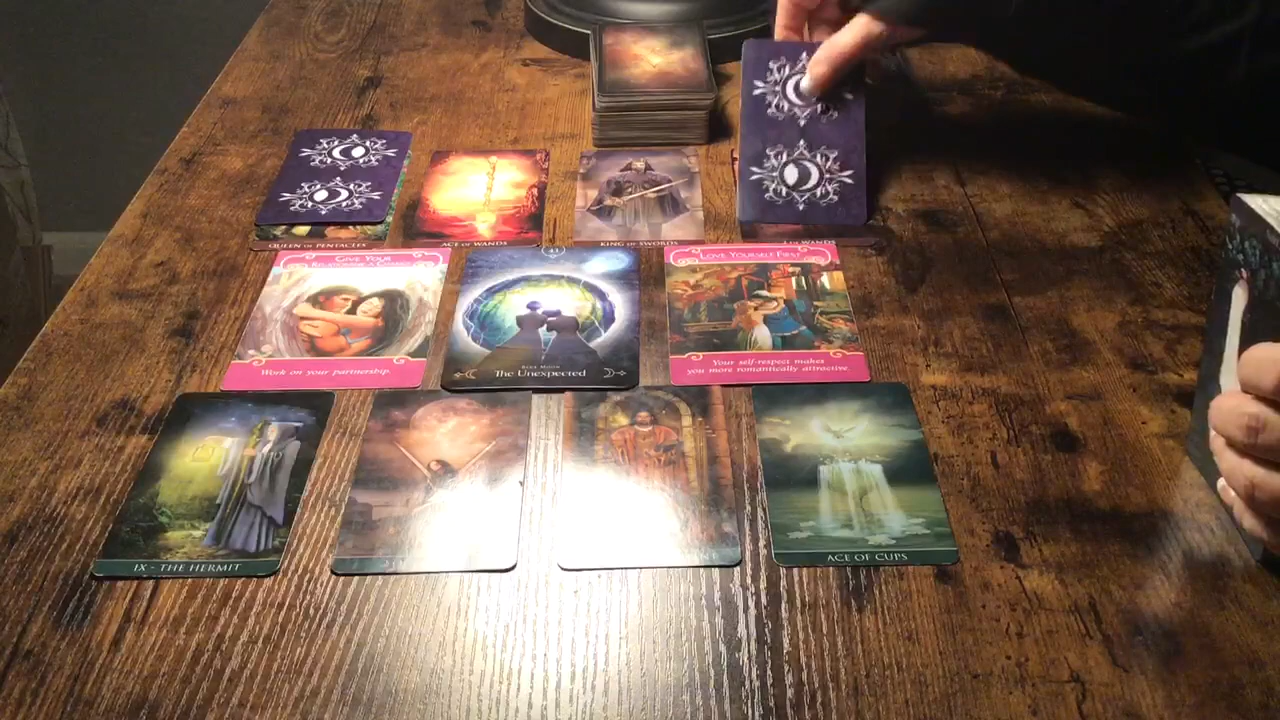 QUEEN OF PENTACLES
ACE OF WANDS
KING OF SWORDS
OF WANDS
GIVE YOUR
RELATIONSHIP A CHANCE
Work on your partnership.
41
BLUE MOON
The Unexpected
LOVE YOURSELF FIRST
Your self-respect makes
you more romantically attractive.
IX - THE HERMIT
ACE OF CUPS